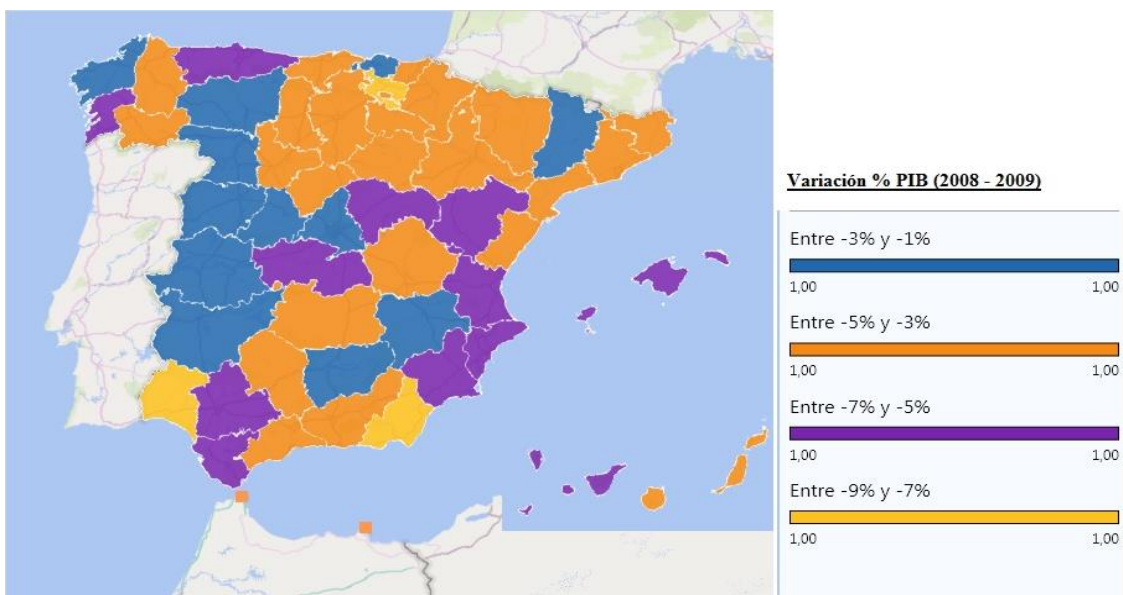 Variación % PIB (2008 - 2009)
Entre -3% y -1%
1,00 1,00
Entre -5% y -3%
1,00 1,00
Entre -7% y -5%
1,00 1,00
Entre -9% y -7%
1,00 1,00